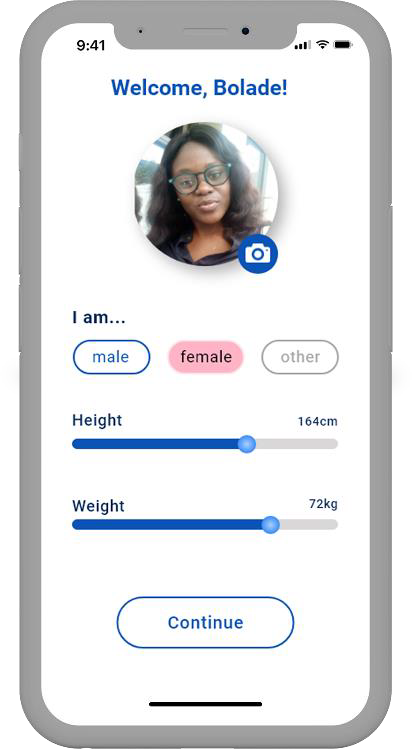 9:41
Welcome, Bolade!
I am...
male female other
Height 164cm
Weight 72kg
Continue